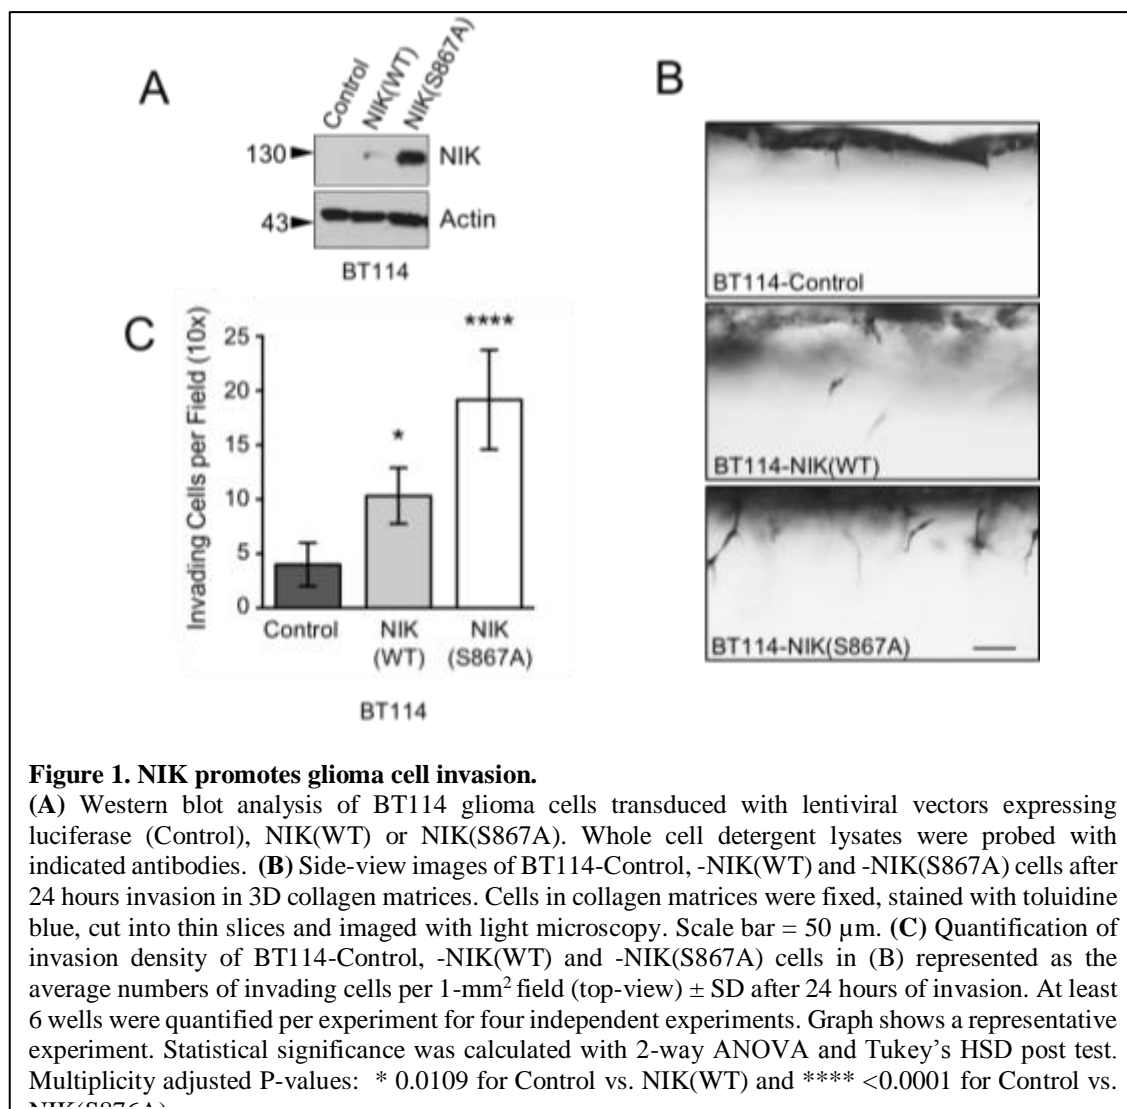 A
Control
NIK(WT)
NIK(S867A)
130
NIK
43
Actin
BT114
B
BT114-Control
BT114-NIK(WT)
BT114-NIK(S867A)
C
Invading Cells per Field (10x)
25
20
15
10
5
0
*
****
Control
NIK
(WT)
NIK
(S867A)
BT114
Figure 1. NIK promotes glioma cell invasion.
(A) Western blot analysis of BT114 glioma cells transduced with lentiviral vectors expressing
luciferase (Control), NIK(WT) or NIK(S867A). Whole cell detergent lysates were probed with
indicated antibodies. (B) Side-view images of BT114-Control, -NIK(WT) and -NIK(S867A) cells after
24 hours invasion in 3D collagen matrices. Cells in collagen matrices were fixed, stained with toluidine
blue, cut into thin slices and imaged with light microscopy. Scale bar = 50 µm. (C) Quantification of
invasion density of BT114-Control, -NIK(WT) and -NIK(S867A) cells in (B) represented as the
average numbers of invading cells per 1-mm² field (top-view) ± SD after 24 hours of invasion. At least
6 wells were quantified per experiment for four independent experiments. Graph shows a representative
experiment. Statistical significance was calculated with 2-way ANOVA and Tukey's HSD post test.
Multiplicity adjusted P-values: * 0.0109 for Control vs. NIK(WT) and **** <0.0001 for Control vs.